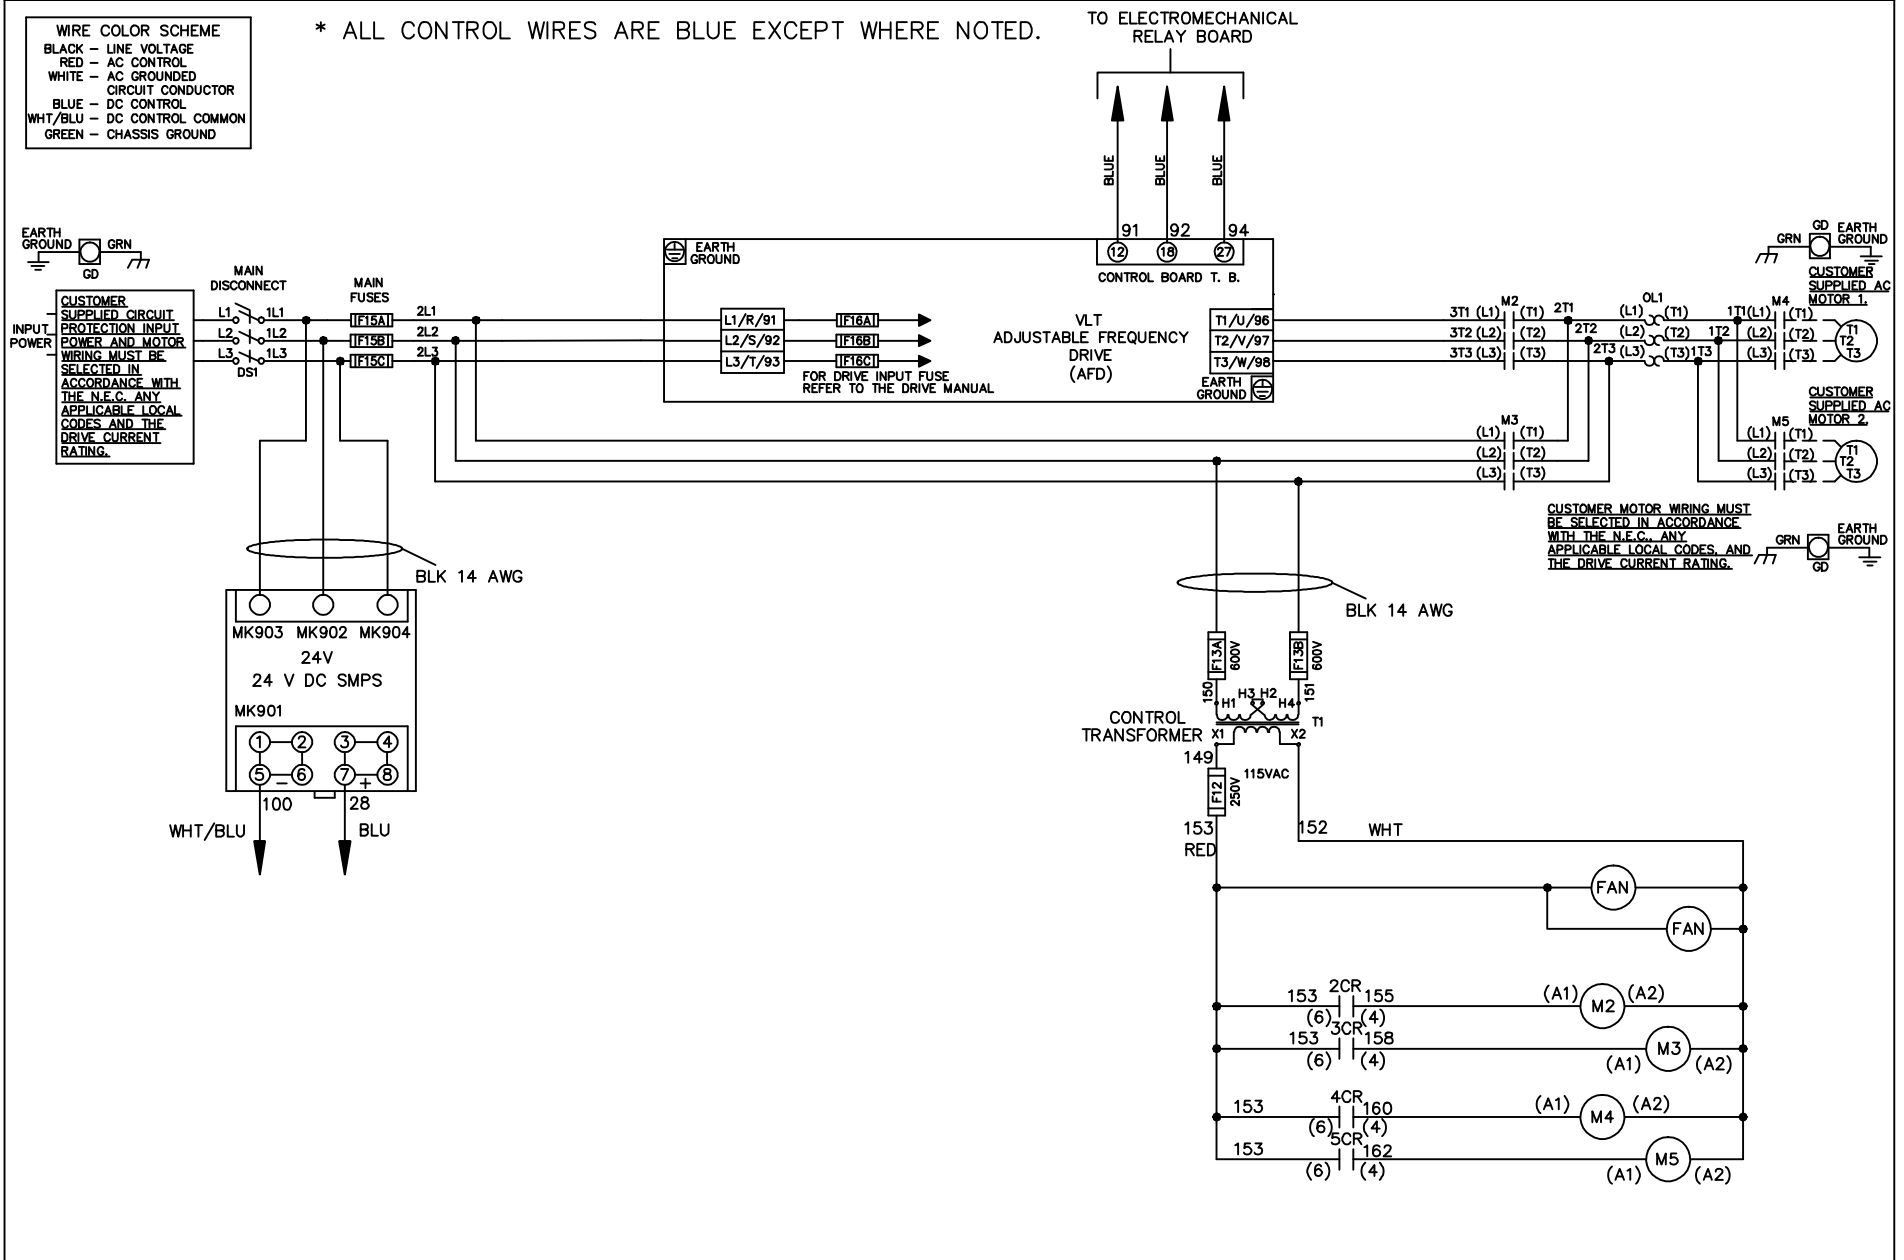 WIRE COLOR SCHEME
BLACK – LINE VOLTAGE
RED – AC CONTROL
WHITE – AC GROUNDED
CIRCUIT CONDUCTOR
BLUE – DC CONTROL
WHT/BLU – DC CONTROL COMMON
GREEN – CHASSIS GROUND
* ALL CONTROL WIRES ARE BLUE EXCEPT WHERE NOTED.
TO ELECTROMECHANICAL
RELAY BOARD
BLUE BLUE BLUE
91 92 94
12 18 27
CONTROL BOARD T. B.
EARTH
GROUND
GRN
GD
INPUT
POWER
CUSTOMER
SUPPLIED CIRCUIT
PROTECTION INPUT
POWER AND MOTOR
WIRING MUST BE
SELECTED IN
ACCORDANCE WITH
THE N.E.C. ANY
APPLICABLE LOCAL
CODES AND THE
DRIVE CURRENT
RATING.
MAIN
DISCONNECT
L1 1L1
L2 1L2
L3 1L3
DS1
MAIN
FUSES
F15A 2L1
F15B 2L2
F15C 2L3
EARTH
GROUND
L1/R/91 F16A
L2/S/92 F16B
L3/T/93 F16C
FOR DRIVE INPUT FUSE
REFER TO THE DRIVE MANUAL
VLT
ADJUSTABLE FREQUENCY
DRIVE
(AFD)
T1/U/96
T2/V/97
T3/W/98
EARTH
GROUND
M2
3T1 (L1) (T1) 2T1
3T2 (L2) (T2) 2T2
3T3 (L3) (T3) 2T3
OL1
(L1) (T1) 1T1
(L2) (T2) 1T2
(L3) (T3) 1T3
M4
(L1) (T1)
(L2) (T2)
(L3) (T3)
T1
T2
T3
GRN
GD
EARTH
GROUND
CUSTOMER
SUPPLIED AC
MOTOR 1.
M3
(L1) (T1)
(L2) (T2)
(L3) (T3)
M5
(L1) (T1)
(L2) (T2)
(L3) (T3)
T1
T2
T3
CUSTOMER
SUPPLIED AC
MOTOR 2.
CUSTOMER MOTOR WIRING MUST
BE SELECTED IN ACCORDANCE
WITH THE N.E.C., ANY
APPLICABLE LOCAL CODES, AND
THE DRIVE CURRENT RATING.
GRN
GD
EARTH
GROUND
BLK 14 AWG
MK903 MK902 MK904
24V
24 V DC SMPS
MK901
1 2 3 4
5 – 6 7 + 8
100 28
WHT/BLU BLU
BLK 14 AWG
F13A 600V F13B 600V
150 151
H1 H3 H2 H4
T1
CONTROL
TRANSFORMER
X1 X2
149
115VAC
F12 250V
153
RED
152 WHT
FAN
FAN
2CR
153 155 (A1) M2 (A2)
(6) (4)
3CR
153 158 M3
(6) (4) (A1) (A2)
4CR
153 160 (A1) M4 (A2)
(6) (4)
5CR
153 162 M5
(6) (4) (A1) (A2)